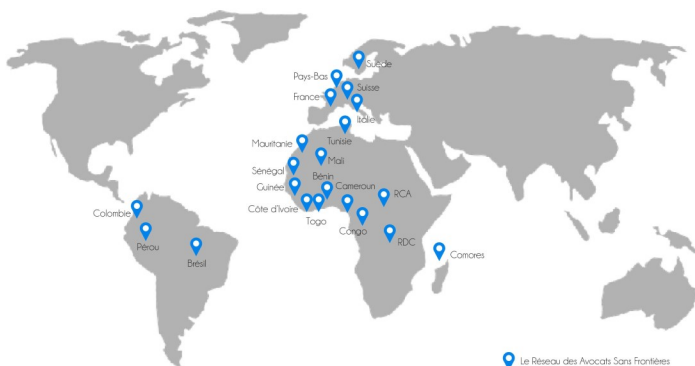 Suède
Pays-Bas
Suisse
France
Italie
Tunisie
Mauritanie
Mali
Sénégal
Bénin
Guinée
Cameroun
RCA
Côte d'Ivoire
Togo
Colombie
Congo
Pérou
RDC
Brésil
Comores
Le Réseau des Avocats Sans Frontières